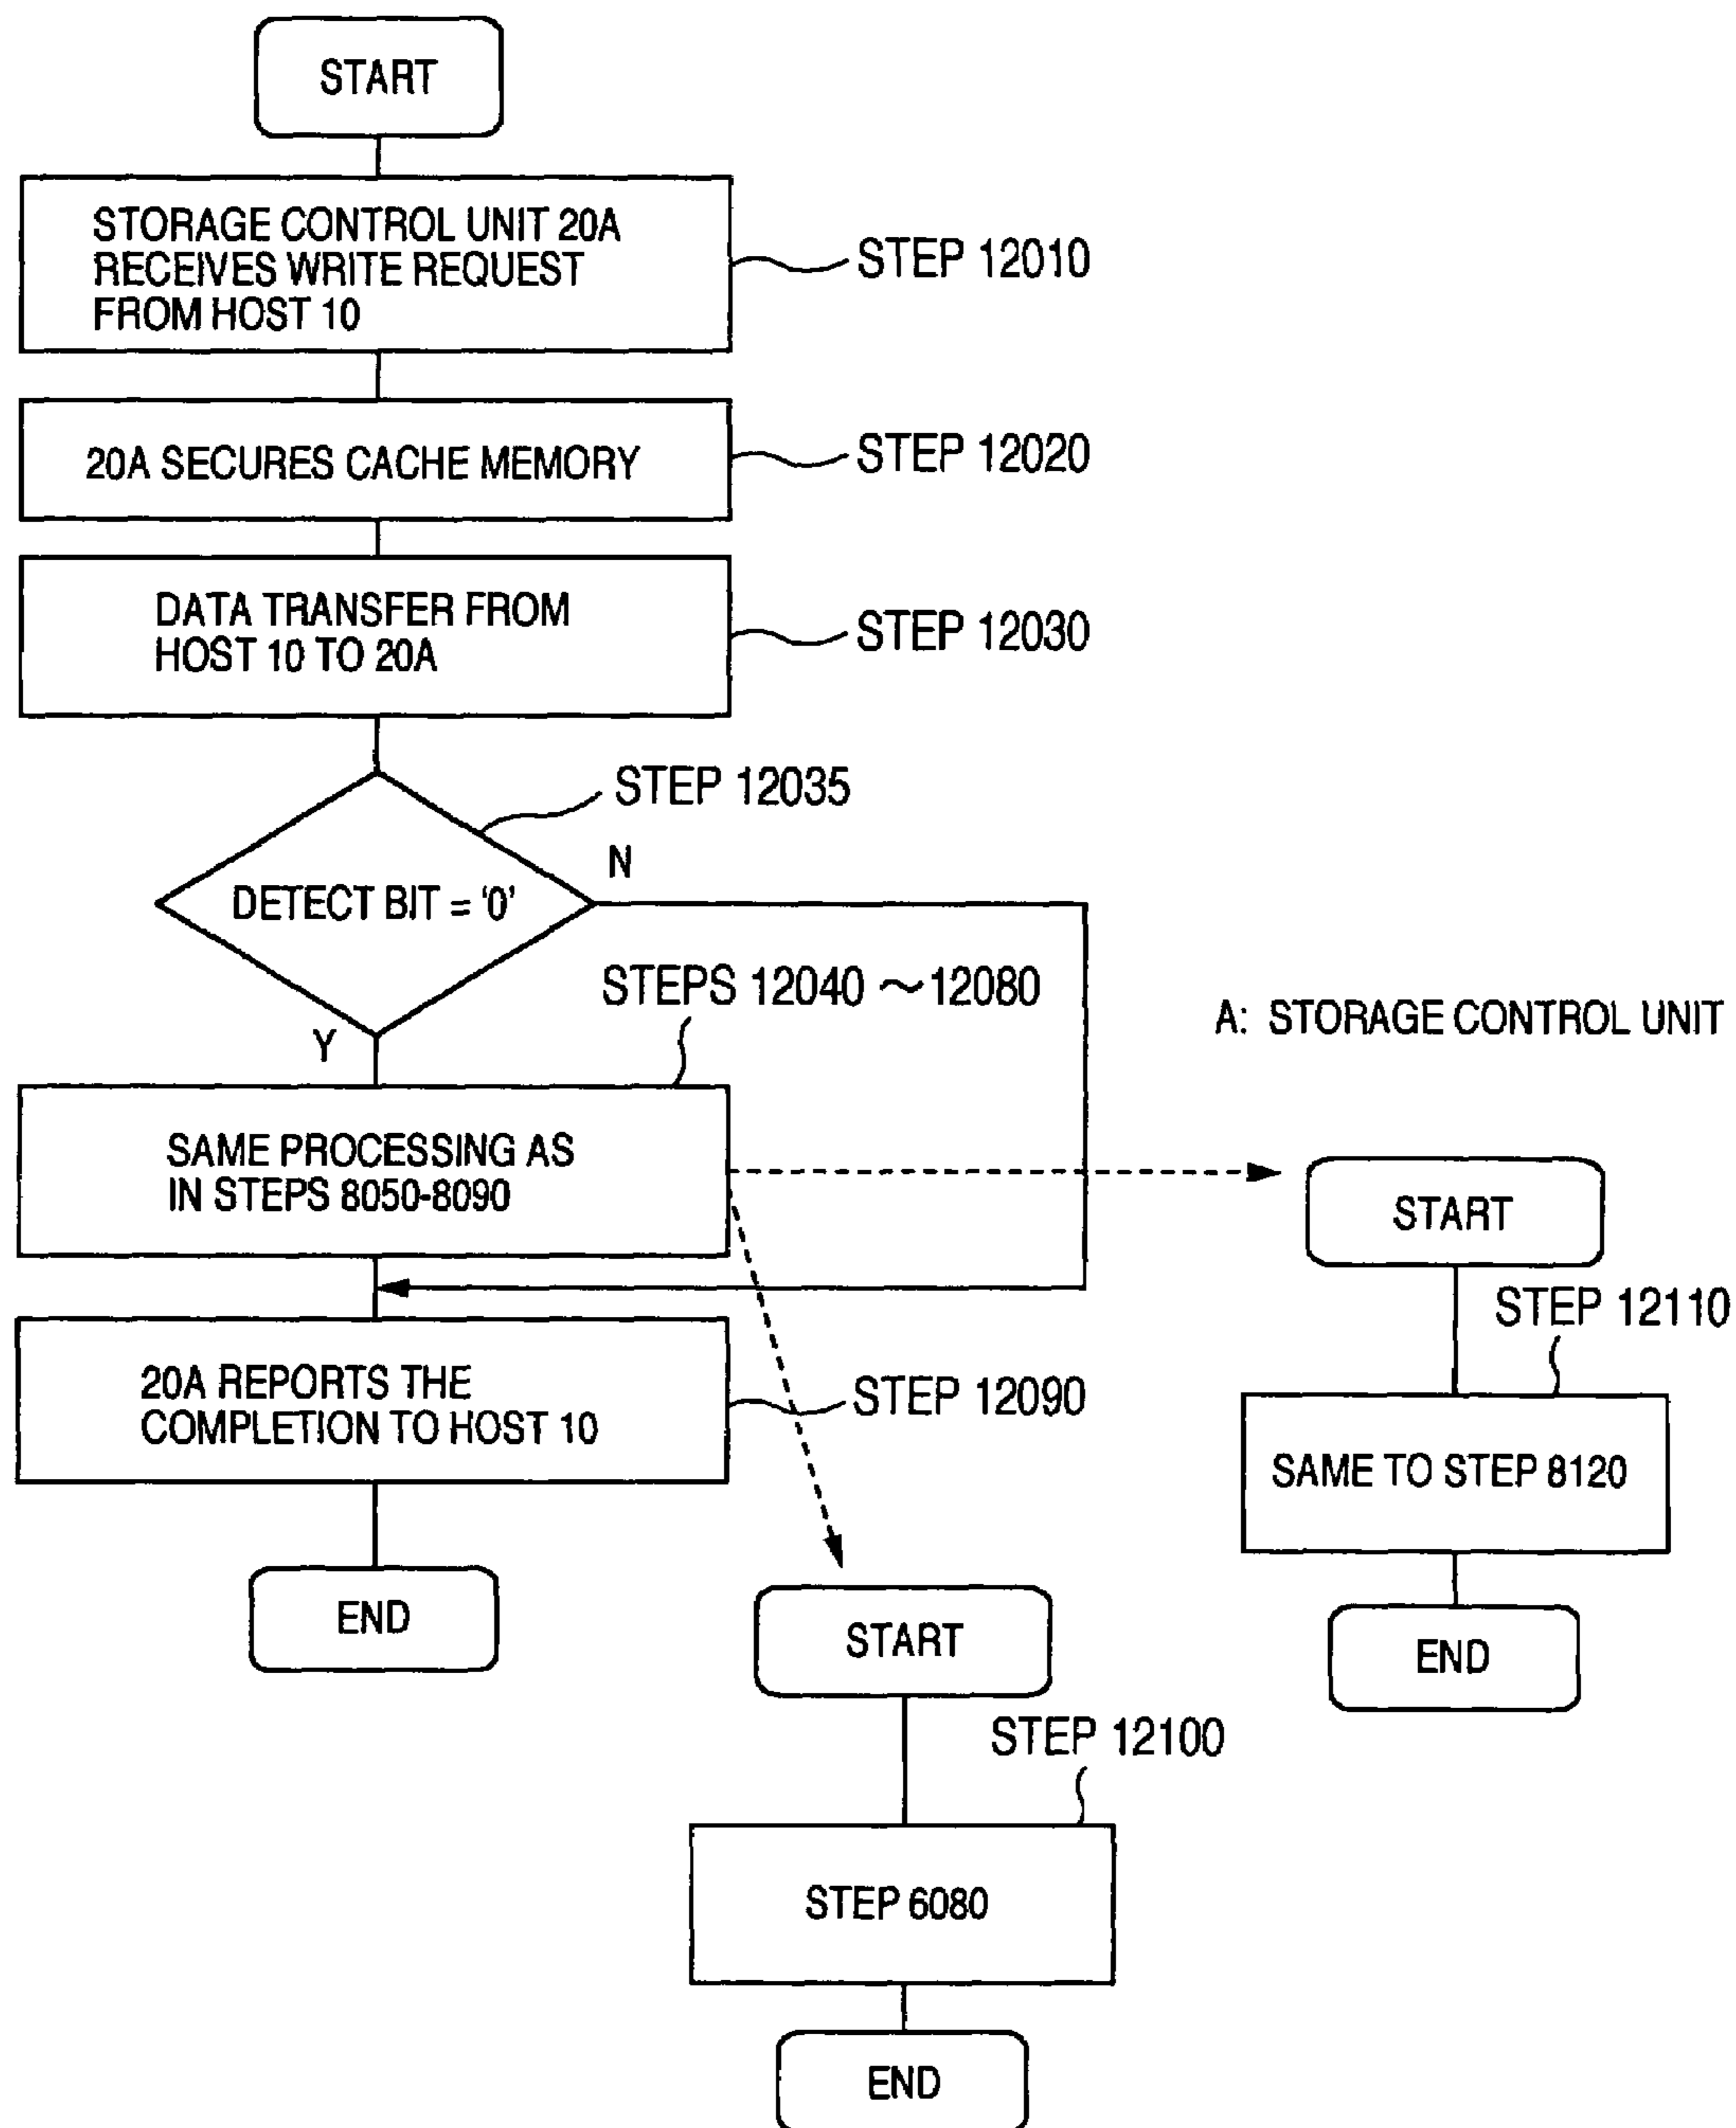 START
STORAGE CONTROL UNIT 20A
RECEIVES WRITE REQUEST
FROM HOST 10
STEP 12010
20A SECURES CACHE MEMORY
STEP 12020
DATA TRANSFER FROM
HOST 10 TO 20A
STEP 12030
STEP 12035
N
DETECT BIT = '0'
STEPS 12040 ~12080
Y
A: STORAGE CONTROL UNIT
SAME PROCESSING AS
IN STEPS 8050-8090
START
STEP 12110
20A REPORTS THE
COMPLETION TO HOST 10
STEP 12090
SAME TO STEP 8120
END
START
END
STEP 12100
STEP 6080
END